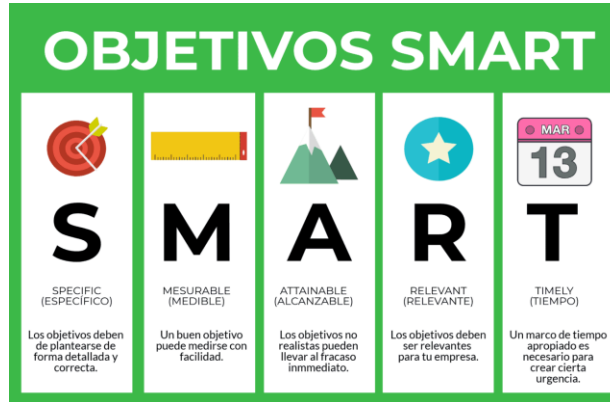 OBJETIVOS SMART
S
SPECIFIC
(ESPECÍFICO)
Los objetivos deben
de plantearse de
forma detallada y
correcta.
M
MESURABLE
(MEDIBLE)
Un buen objetivo
puede medirse con
facilidad.
A
ATTAINABLE
(ALCANZABLE)
Los objetivos no
realistas pueden
llevar al fracaso
inmmediato.
R
RELEVANT
(RELEVANTE)
Los objetivos deben
ser relevantes
para tu empresa.
MAR
13
T
TIMELY
(TIEMPO)
Un marco de tiempo
apropiado es
necesario para
crear cierta
urgencia.